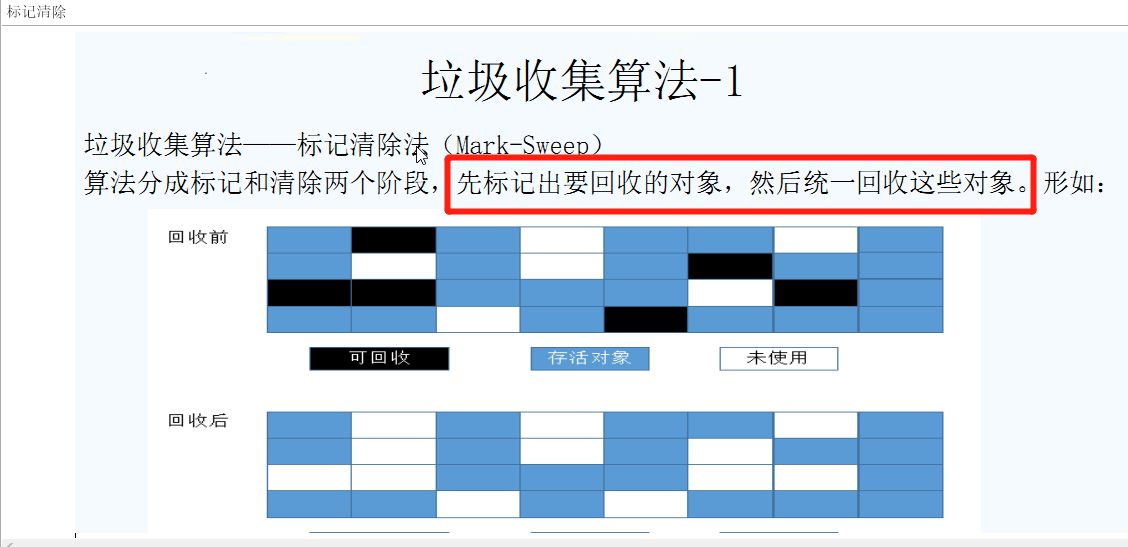 标记清除
垃圾收集算法-1
垃圾收集算法——标记清除法（Mark-Sweep）
算法分成标记和清除两个阶段，先标记出要回收的对象，然后统一回收这些对象。形如：
回收前
可回收 存活对象 未使用
回收后